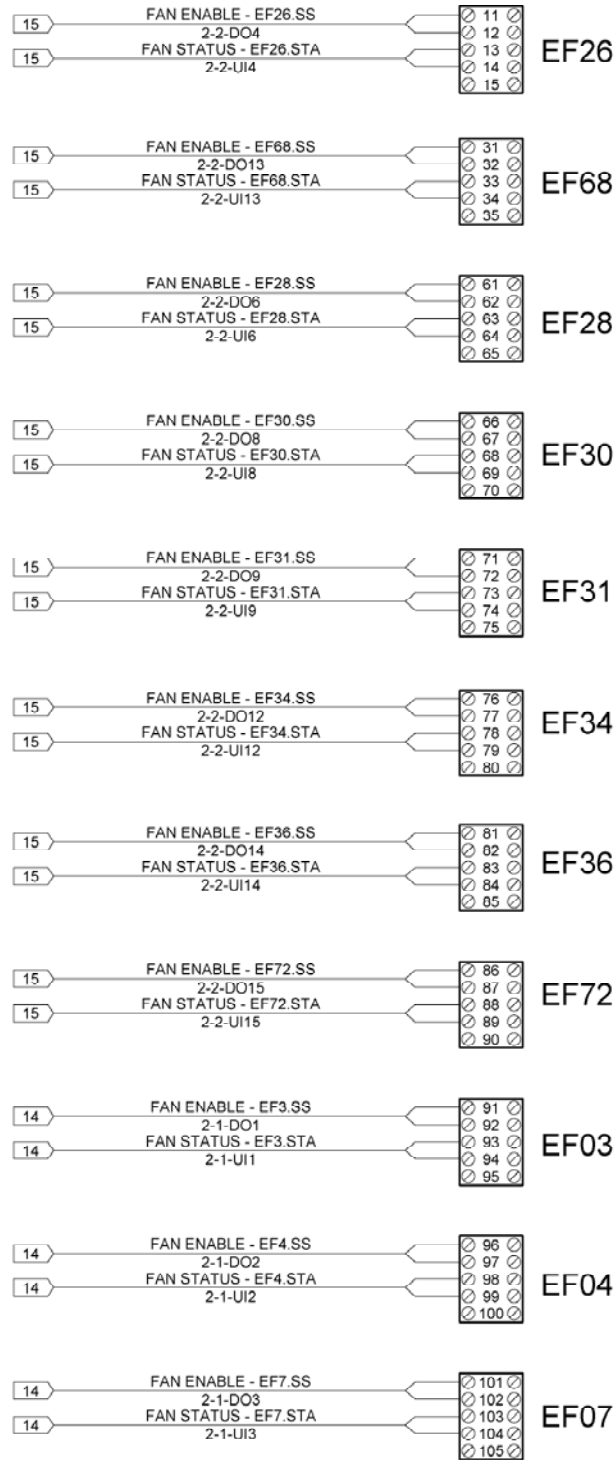 FAN ENABLE - EF26.SS
15
2-2-DO4
FAN STATUS - EF26.STA
15
2-2-UI4
11
12
13
14
15
EF26
FAN ENABLE - EF68.SS
15
2-2-DO13
FAN STATUS - EF68.STA
15
2-2-UI13
31
32
33
34
35
EF68
FAN ENABLE - EF28.SS
15
2-2-DO6
FAN STATUS - EF28.STA
15
2-2-UI6
61
62
63
64
65
EF28
FAN ENABLE - EF30.SS
15
2-2-DO8
FAN STATUS - EF30.STA
15
2-2-UI8
66
67
68
69
70
EF30
FAN ENABLE - EF31.SS
15
2-2-DO9
FAN STATUS - EF31.STA
15
2-2-UI9
71
72
73
74
75
EF31
FAN ENABLE - EF34.SS
15
2-2-DO12
FAN STATUS - EF34.STA
15
2-2-UI12
76
77
78
79
80
EF34
FAN ENABLE - EF36.SS
15
2-2-DO14
FAN STATUS - EF36.STA
15
2-2-UI14
81
82
83
84
85
EF36
FAN ENABLE - EF72.SS
15
2-2-DO15
FAN STATUS - EF72.STA
15
2-2-UI15
86
87
88
89
90
EF72
FAN ENABLE - EF3.SS
14
2-1-DO1
FAN STATUS - EF3.STA
14
2-1-UI1
91
92
93
94
95
EF03
FAN ENABLE - EF4.SS
14
2-1-DO2
FAN STATUS - EF4.STA
14
2-1-UI2
96
97
98
99
100
EF04
FAN ENABLE - EF7.SS
14
2-1-DO3
FAN STATUS - EF7.STA
14
2-1-UI3
101
102
103
104
105
EF07